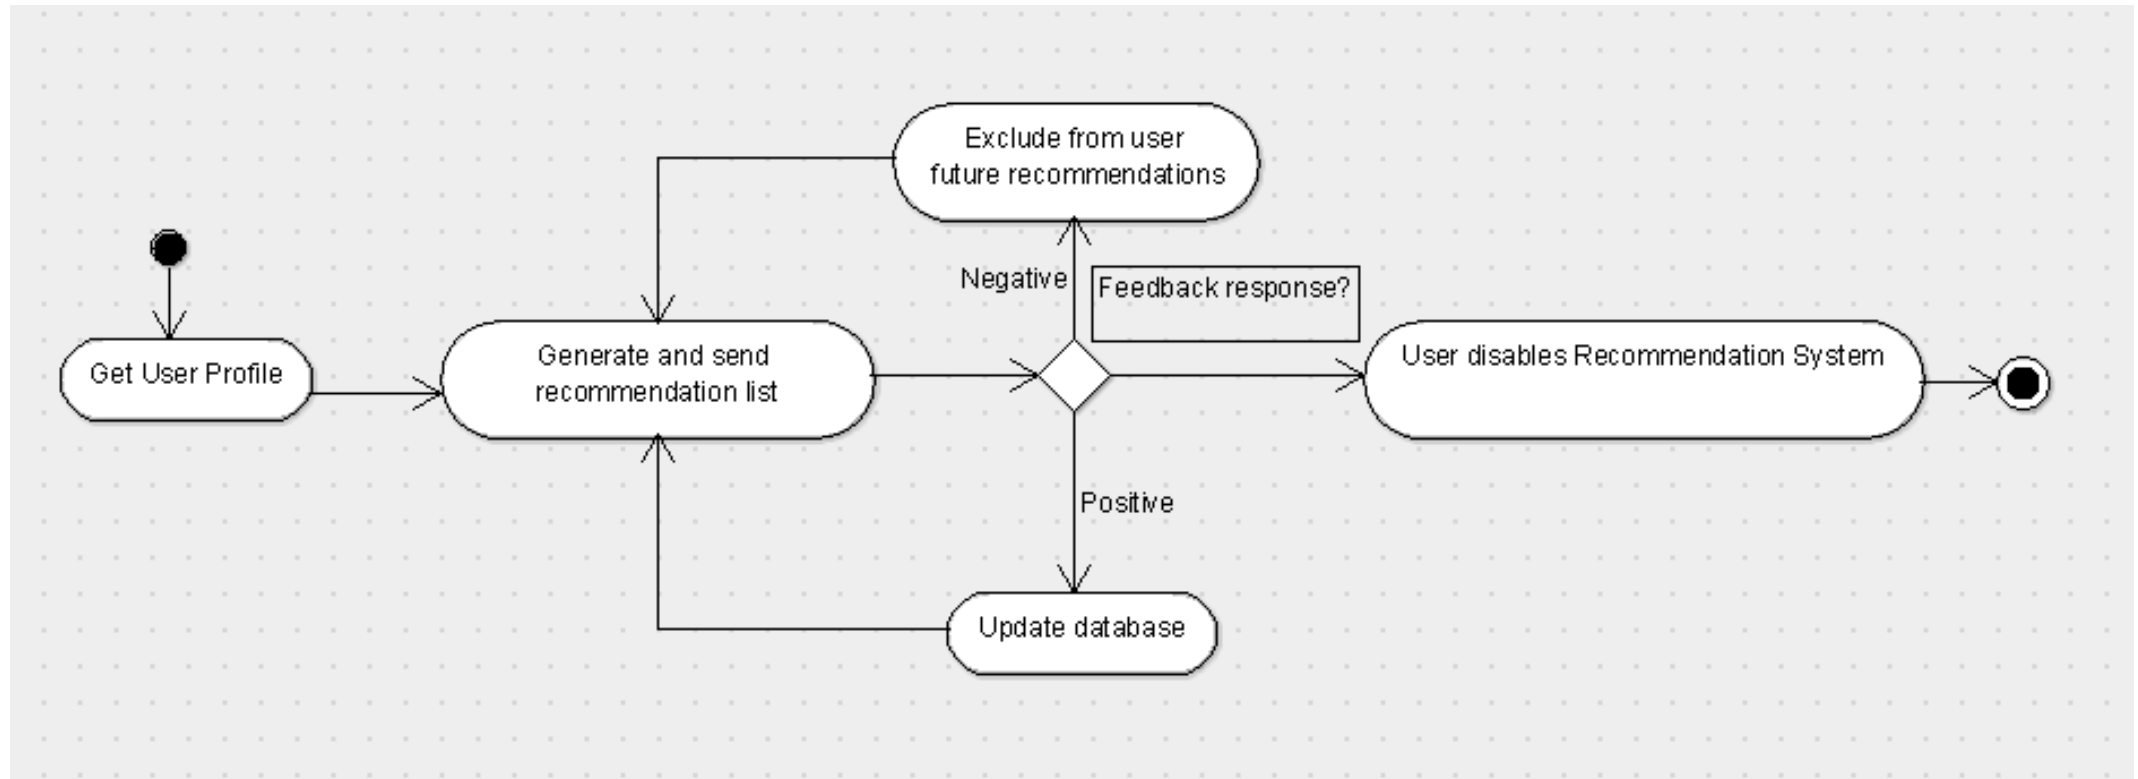 Exclude from user
future recommendations
Negative
Feedback response?
Get User Profile
Generate and send
recommendation list
User disables Recommendation System
Positive
Update database